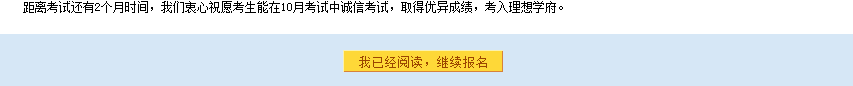 距离考试还有2个月时间，我们衷心祝愿考生能在10月考试中诚信考试，取得优异成绩，考入理想学府。
我已经阅读，继续报名